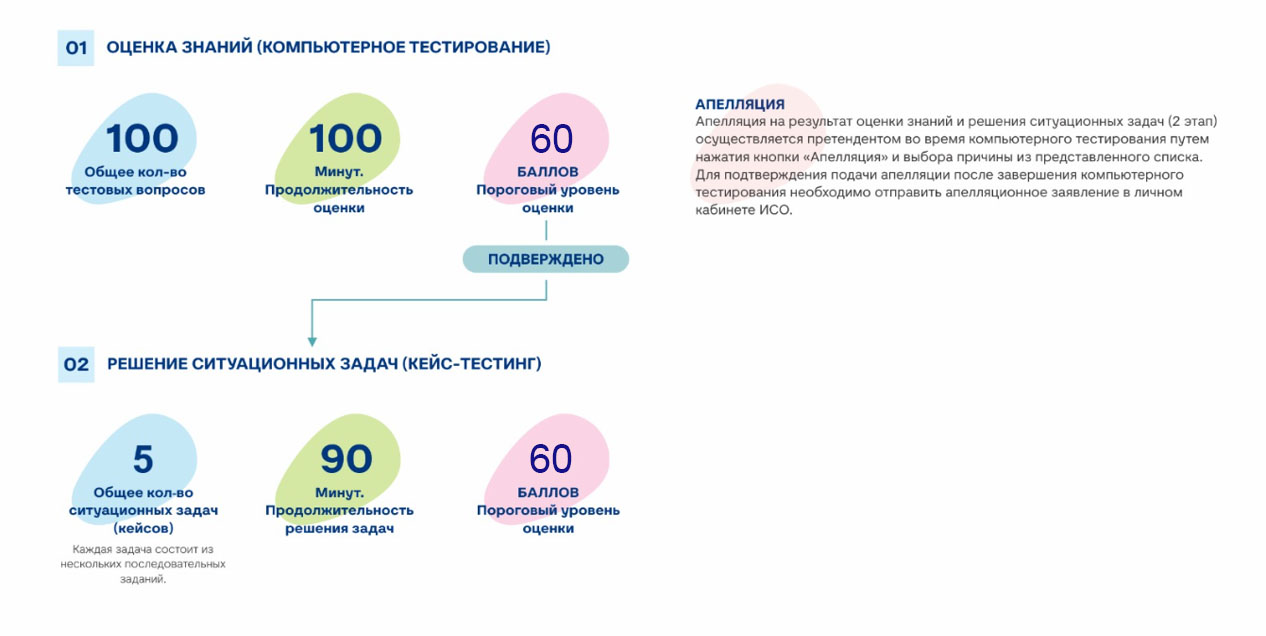 01 ОЦЕНКА ЗНАНИЙ (КОМПЬЮТЕРНОЕ ТЕСТИРОВАНИЕ)
100
Общее кол-во
тестовых вопросов
100
Минут.
Продолжительность
оценки
60
БАЛЛОВ
Пороговый уровень
оценки
ПОДВЕРЖДЕНО
АПЕЛЛЯЦИЯ
Апелляция на результат оценки знаний и решения ситуационных задач (2 этап)
осуществляется претендентом во время компьютерного тестирования путем
нажатия кнопки «Апелляция» и выбора причины из представленного списка.
Для подтверждения подачи апелляции после завершения компьютерного
тестирования необходимо отправить апелляционное заявление в личном
кабинете ИСО.
02 РЕШЕНИЕ СИТУАЦИОННЫХ ЗАДАЧ (КЕЙС-ТЕСТИНГ)
5
Общее кол-во
ситуационных задач
(кейсов)
Каждая задача состоит из
нескольких последовательных
заданий.
90
Минут.
Продолжительность
решения задач
60
БАЛЛОВ
Пороговый уровень
оценки